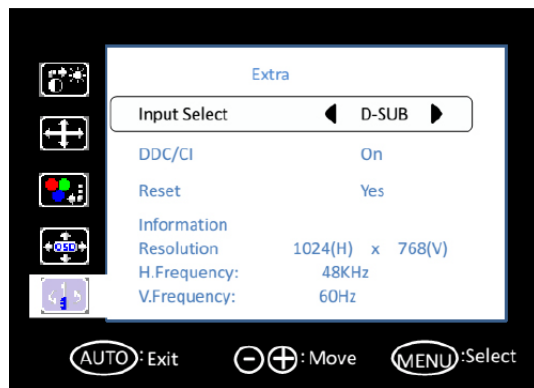 Extra
Input Select D-SUB
DDC/CI On
Reset Yes
Information
Resolution 1024(H) x 768(V)
H.Frequency: 48KHz
V.Frequency: 60Hz
OSD
AUTO: Exit - + : Move MENU:Select